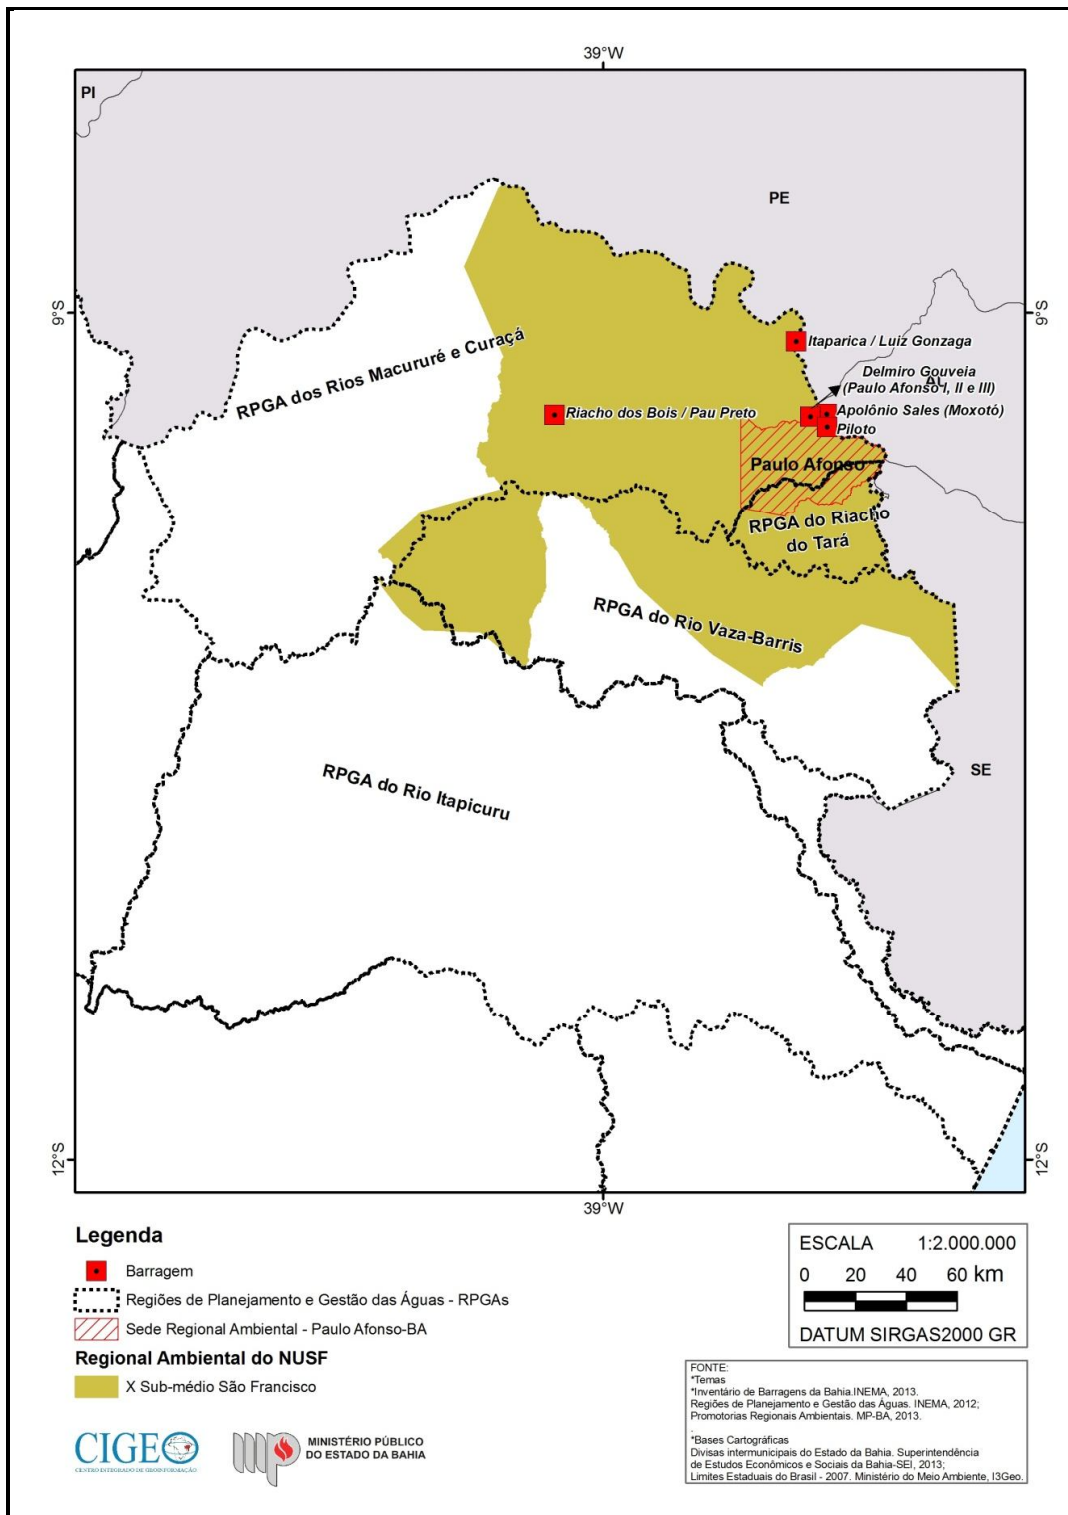 39°W
PI
PE
9°S
9°S
Itaparica / Luiz Gonzaga
Delmiro Gouveia
(Paulo Afonso I, II e III)
AL
RPGA dos Rios Macururé e Curaçá
Riacho dos Bois / Pau Preto
Apolônio Sales (Moxotó)
Piloto
Paulo Afonso
RPGA do Riacho
do Tará
RPGA do Rio Vaza-Barris
RPGA do Rio Itapicuru
SE
12°S
12°S
39°W
Legenda
Barragem
Regiões de Planejamento e Gestão das Águas - RPGAs
Sede Regional Ambiental - Paulo Afonso-BA
Regional Ambiental do NUSF
X Sub-médio São Francisco
ESCALA 1:2.000.000
0 20 40 60 km
DATUM SIRGAS2000 GR
FONTE:
*Temas
*Inventário de Barragens da Bahia.INEMA, 2013.
Regiões de Planejamento e Gestão das Águas. INEMA, 2012;
Promotorias Regionais Ambientais. MP-BA, 2013.
.
*Bases Cartográficas
Divisas intermunicipais do Estado da Bahia. Superintendência
de Estudos Econômicos e Sociais da Bahia-SEI, 2013;
Limites Estaduais do Brasil - 2007. Ministério do Meio Ambiente, I3Geo.
CIGEO
CENTRO INTEGRADO DE GEOINFORMAÇÃO
mp
MINISTÉRIO PÚBLICO
DO ESTADO DA BAHIA